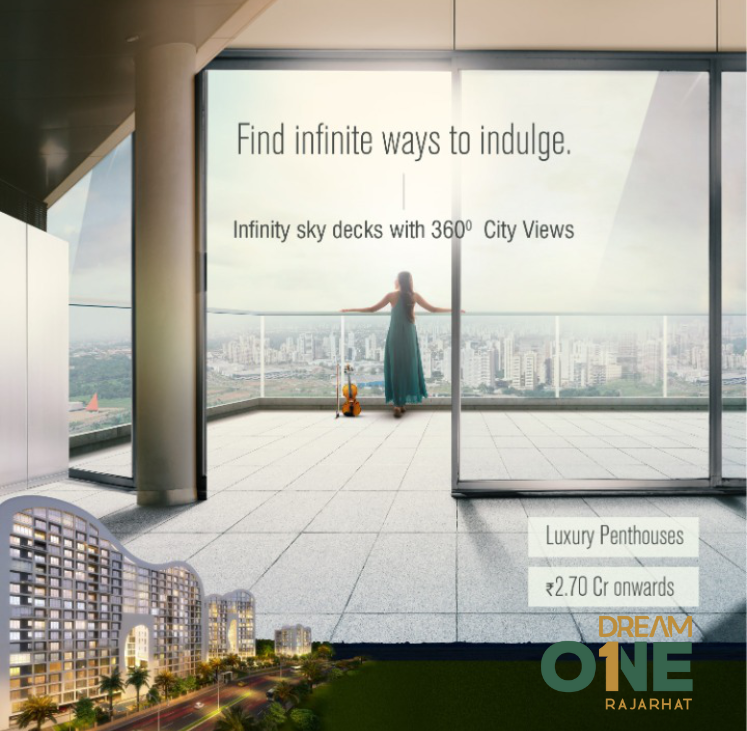 Find infinite ways to indulge.
Infinity sky decks with 360⁰ City Views
Luxury Penthouses
₹2.70 Cr onwards
DREAM
O1NE
RAJARHAT